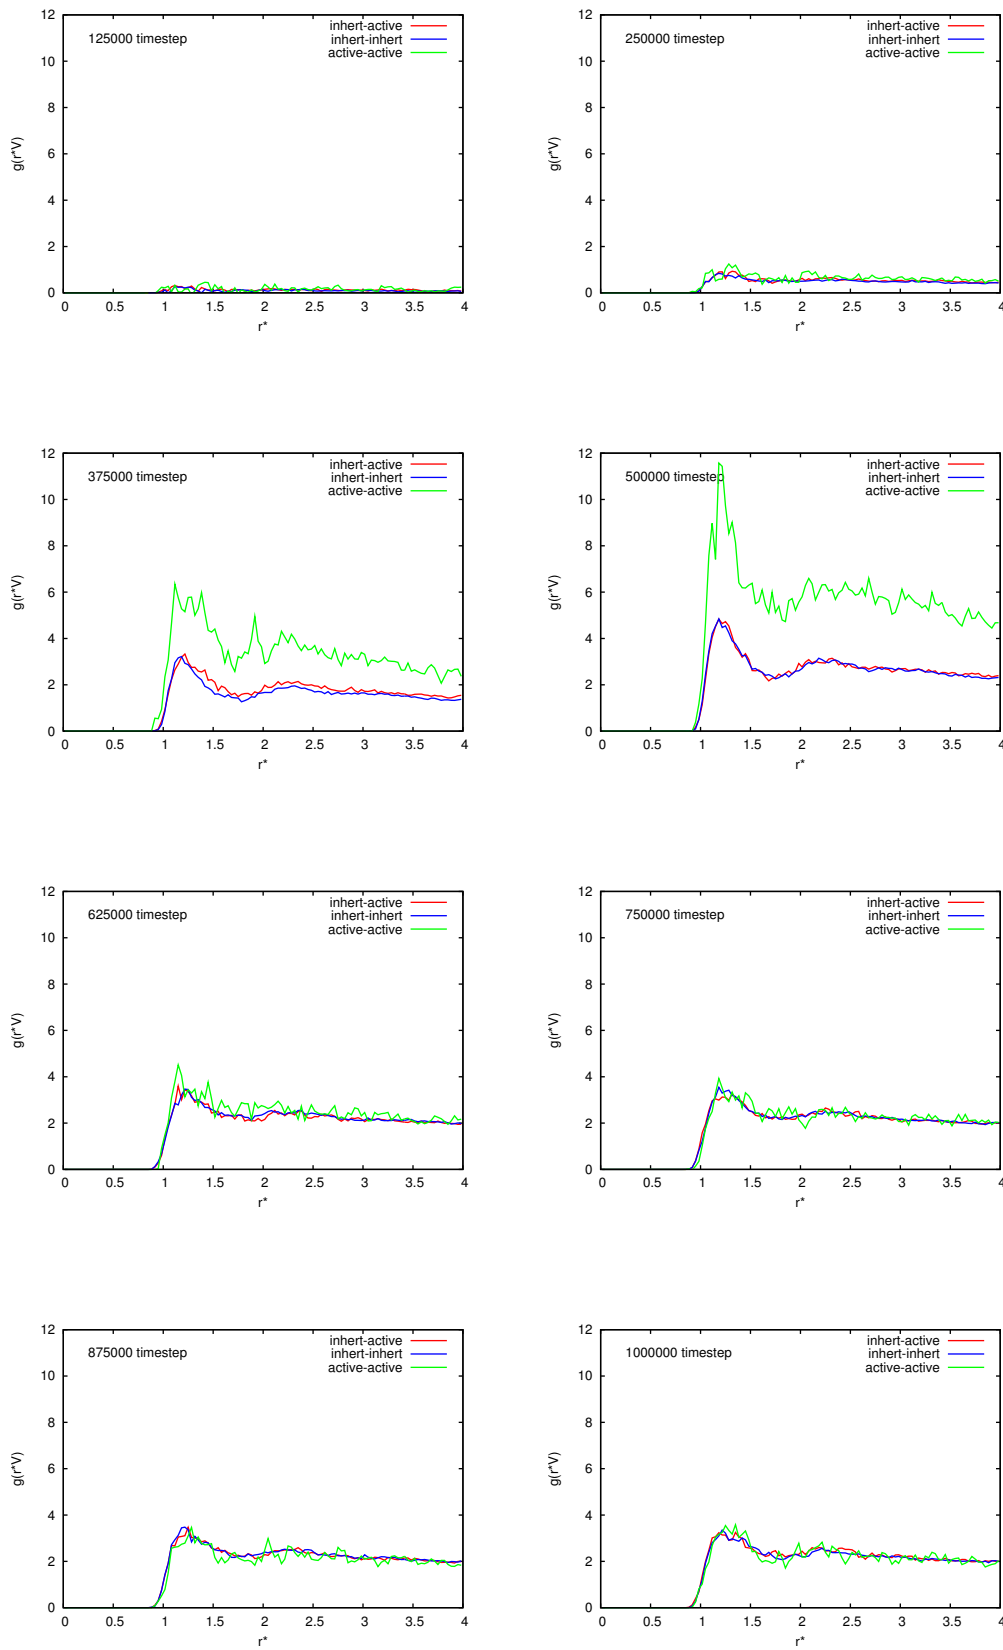 12
10
8
6
4
2
0
g(r*V)
125000 timestep
inhert-active
inhert-inhert
active-active
0 0.5 1 1.5 2 2.5 3 3.5 4
r*
12
10
8
6
4
2
0
g(r*V)
250000 timestep
inhert-active
inhert-inhert
active-active
0 0.5 1 1.5 2 2.5 3 3.5 4
r*
12
10
8
6
4
2
0
g(r*V)
375000 timestep
inhert-active
inhert-inhert
active-active
0 0.5 1 1.5 2 2.5 3 3.5 4
r*
12
10
8
6
4
2
0
g(r*V)
500000 timestep
inhert-active
inhert-inhert
active-active
0 0.5 1 1.5 2 2.5 3 3.5 4
r*
12
10
8
6
4
2
0
g(r*V)
625000 timestep
inhert-active
inhert-inhert
active-active
0 0.5 1 1.5 2 2.5 3 3.5 4
r*
12
10
8
6
4
2
0
g(r*V)
750000 timestep
inhert-active
inhert-inhert
active-active
0 0.5 1 1.5 2 2.5 3 3.5 4
r*
12
10
8
6
4
2
0
g(r*V)
875000 timestep
inhert-active
inhert-inhert
active-active
0 0.5 1 1.5 2 2.5 3 3.5 4
r*
12
10
8
6
4
2
0
g(r*V)
1000000 timestep
inhert-active
inhert-inhert
active-active
0 0.5 1 1.5 2 2.5 3 3.5 4
r*